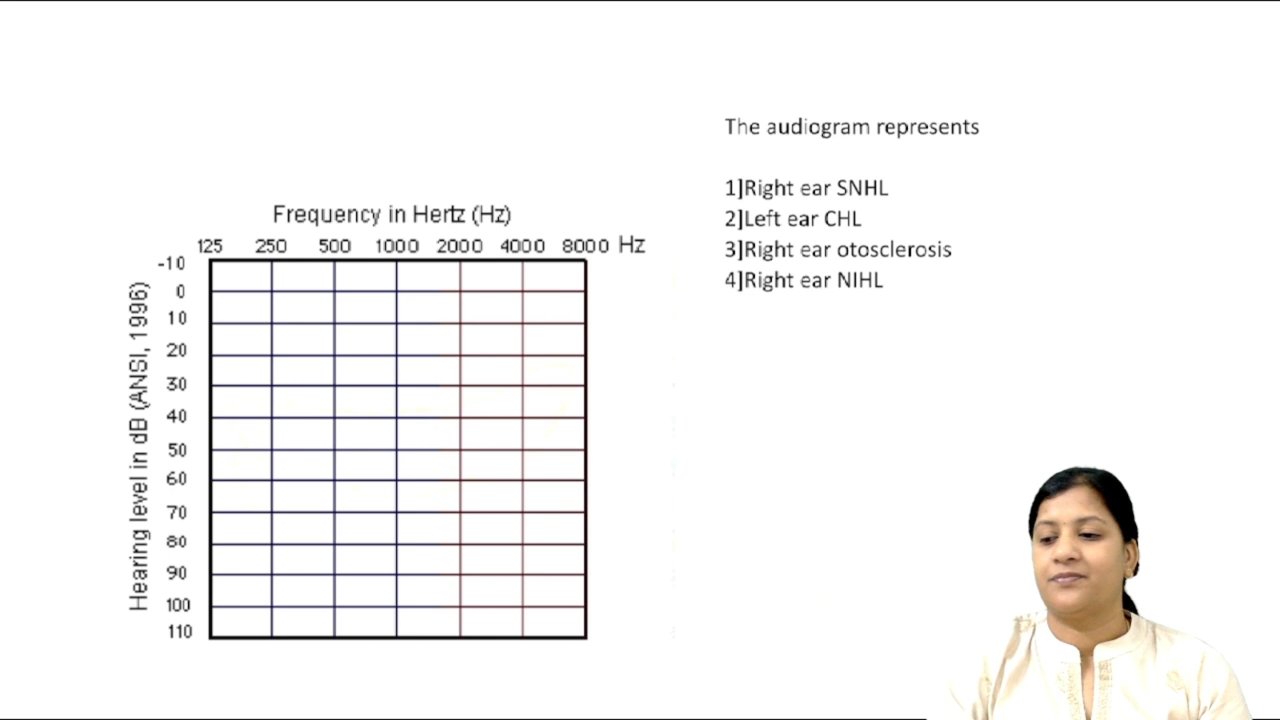 The audiogram represents
1]Right ear SNHL
2]Left ear CHL
3]Right ear otosclerosis
4]Right ear NIHL
Frequency in Hertz (Hz)
125 250 500 1000 2000 4000 8000 Hz
Hearing level in dB (ANSI, 1996)
-10
0
10
20
30
40
50
60
70
80
90
100
110